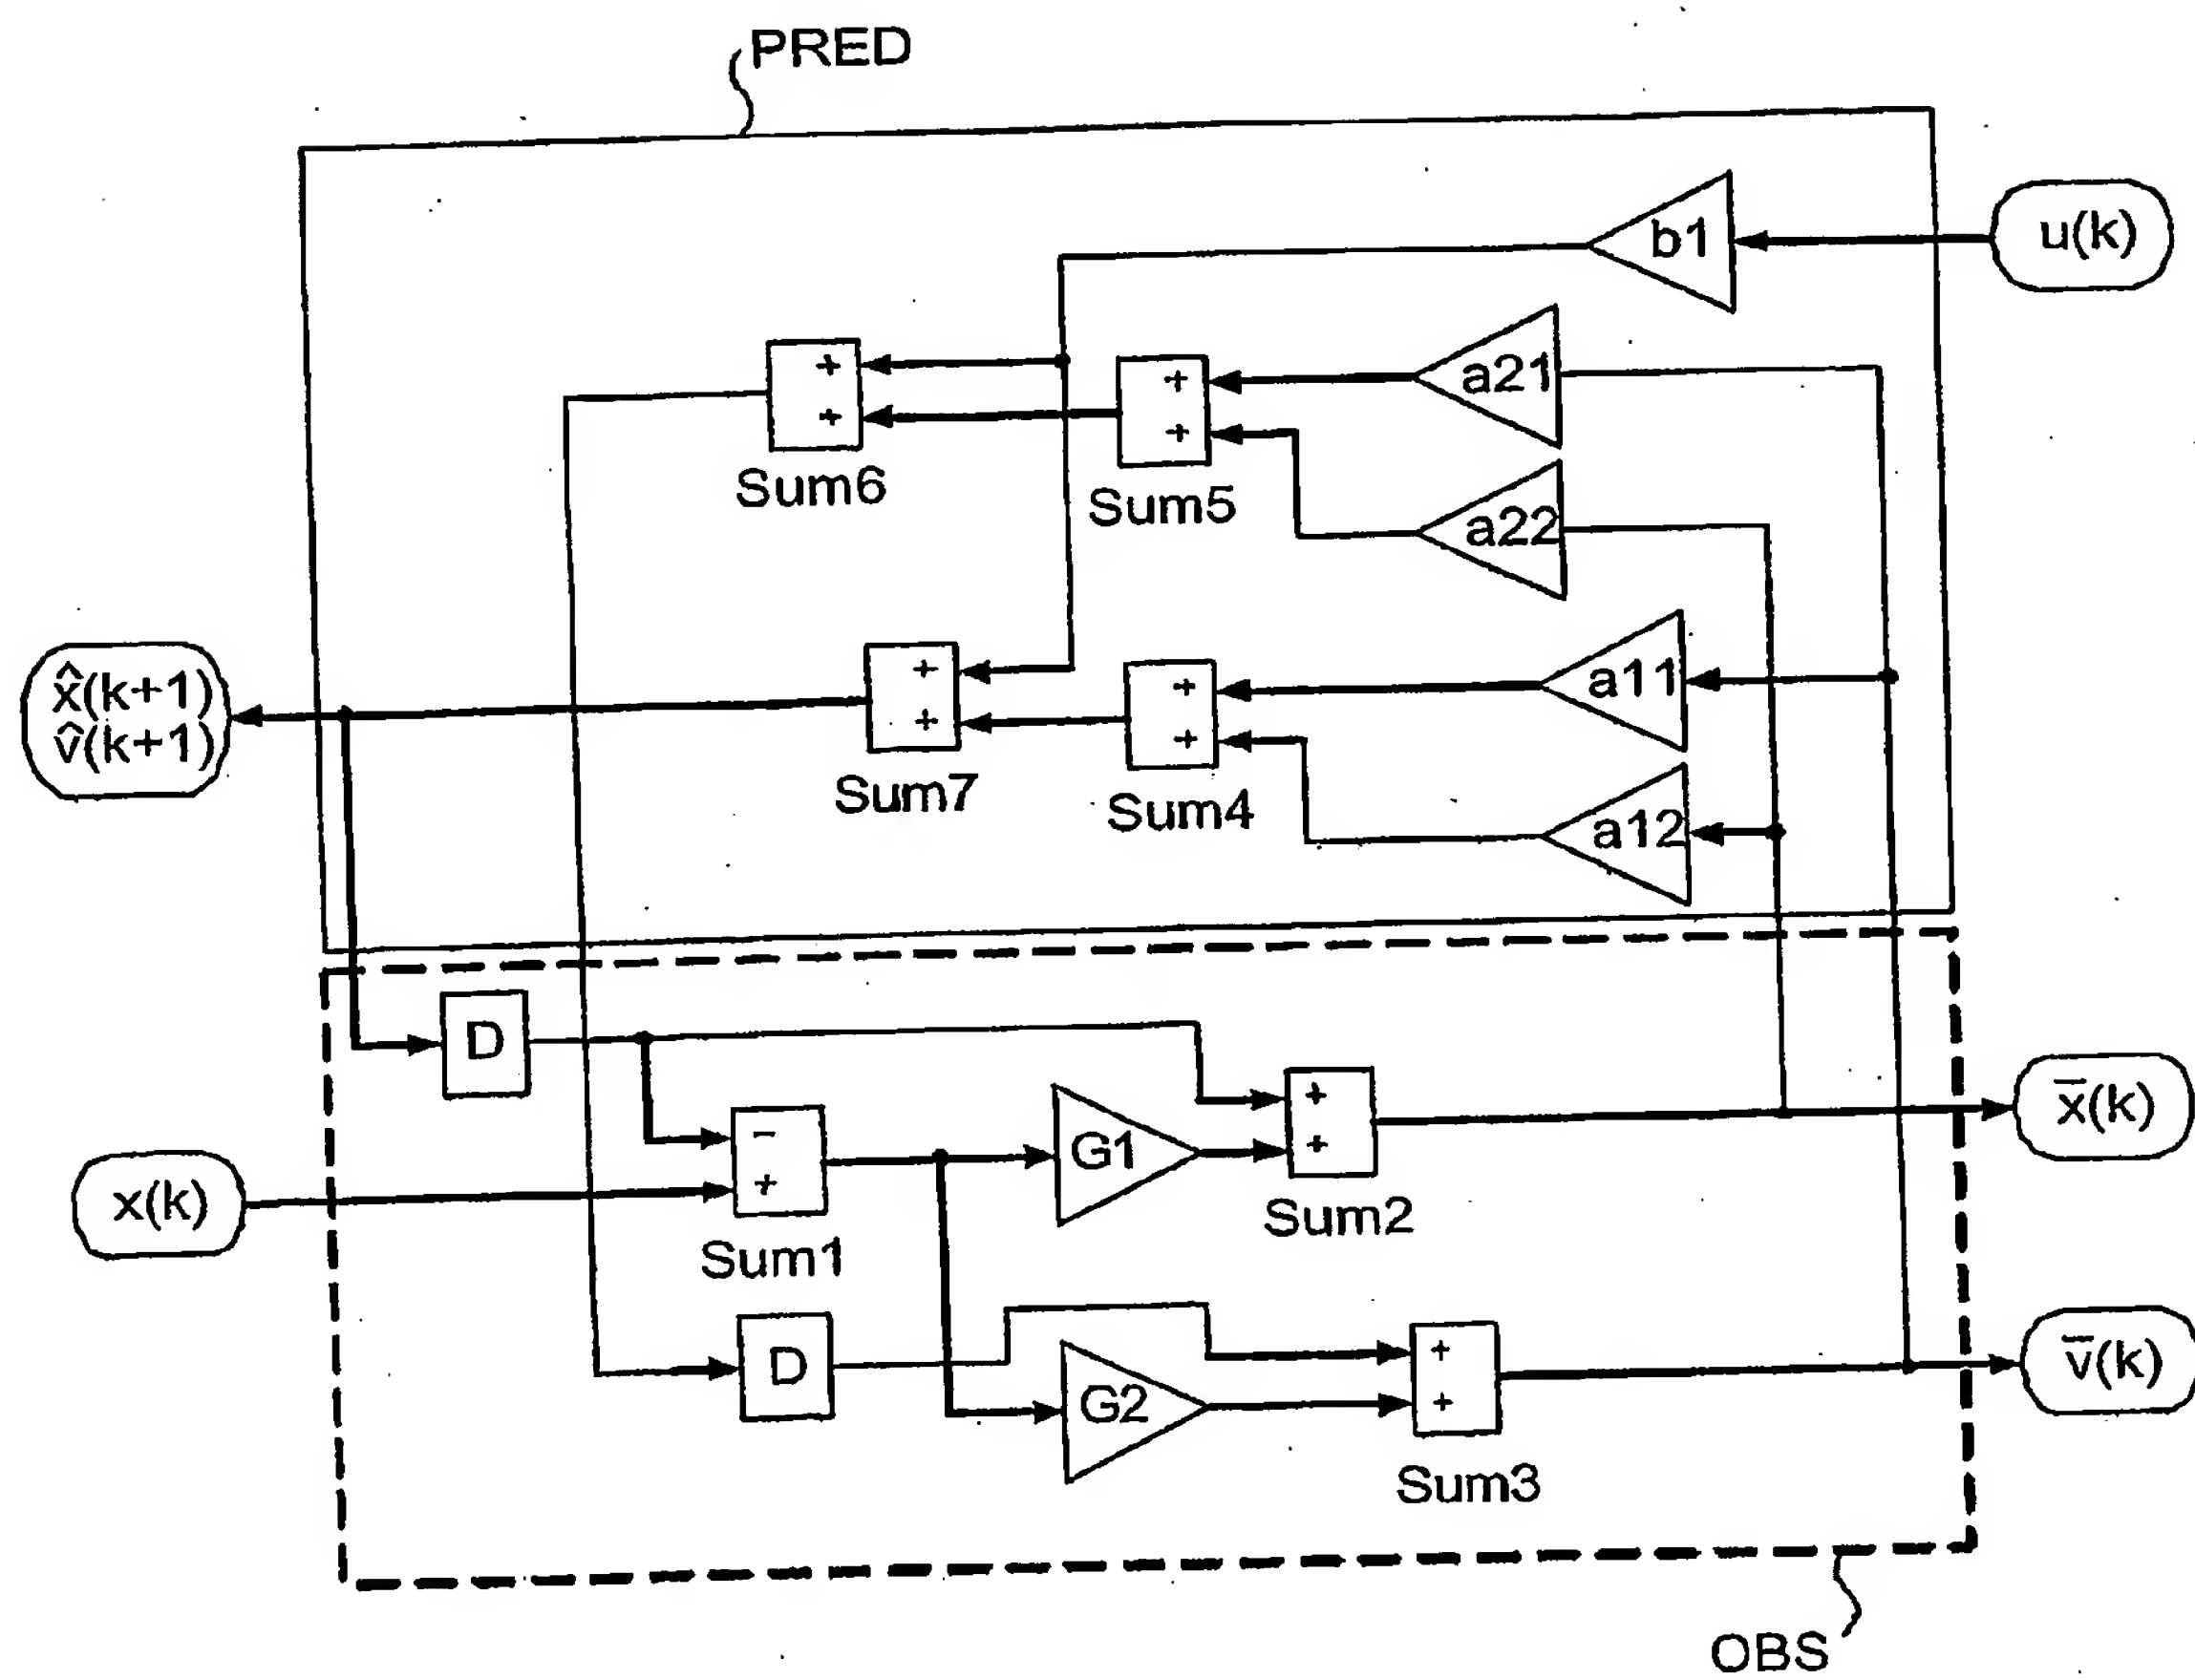 PRED
b1
u(k)
a21
+
+
+
+
Sum6
Sum5
a22
x̂(k+1)
v̂(k+1)
+
+
+
+
a11
Sum7
Sum4
a12
D
-
+
+
+
G1
x̄(k)
x(k)
Sum1
Sum2
D
+
+
G2
v̄(k)
Sum3
OBS